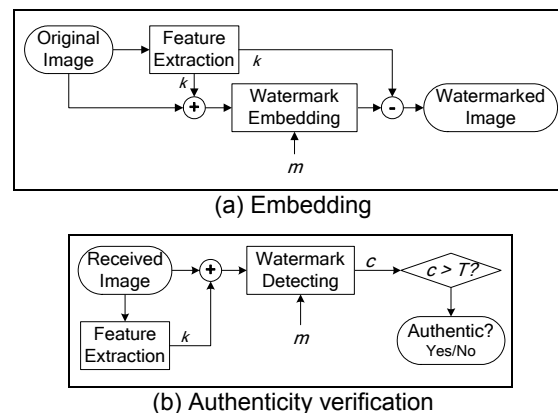 Original
Image
Feature
Extraction
k
k
+
Watermark
Embedding
-
Watermarked
Image
m
(a) Embedding
Received
Image
+
Watermark
Detecting
c
c > T?
Feature
Extraction
k
m
Authentic?
Yes/No
(b) Authenticity verification